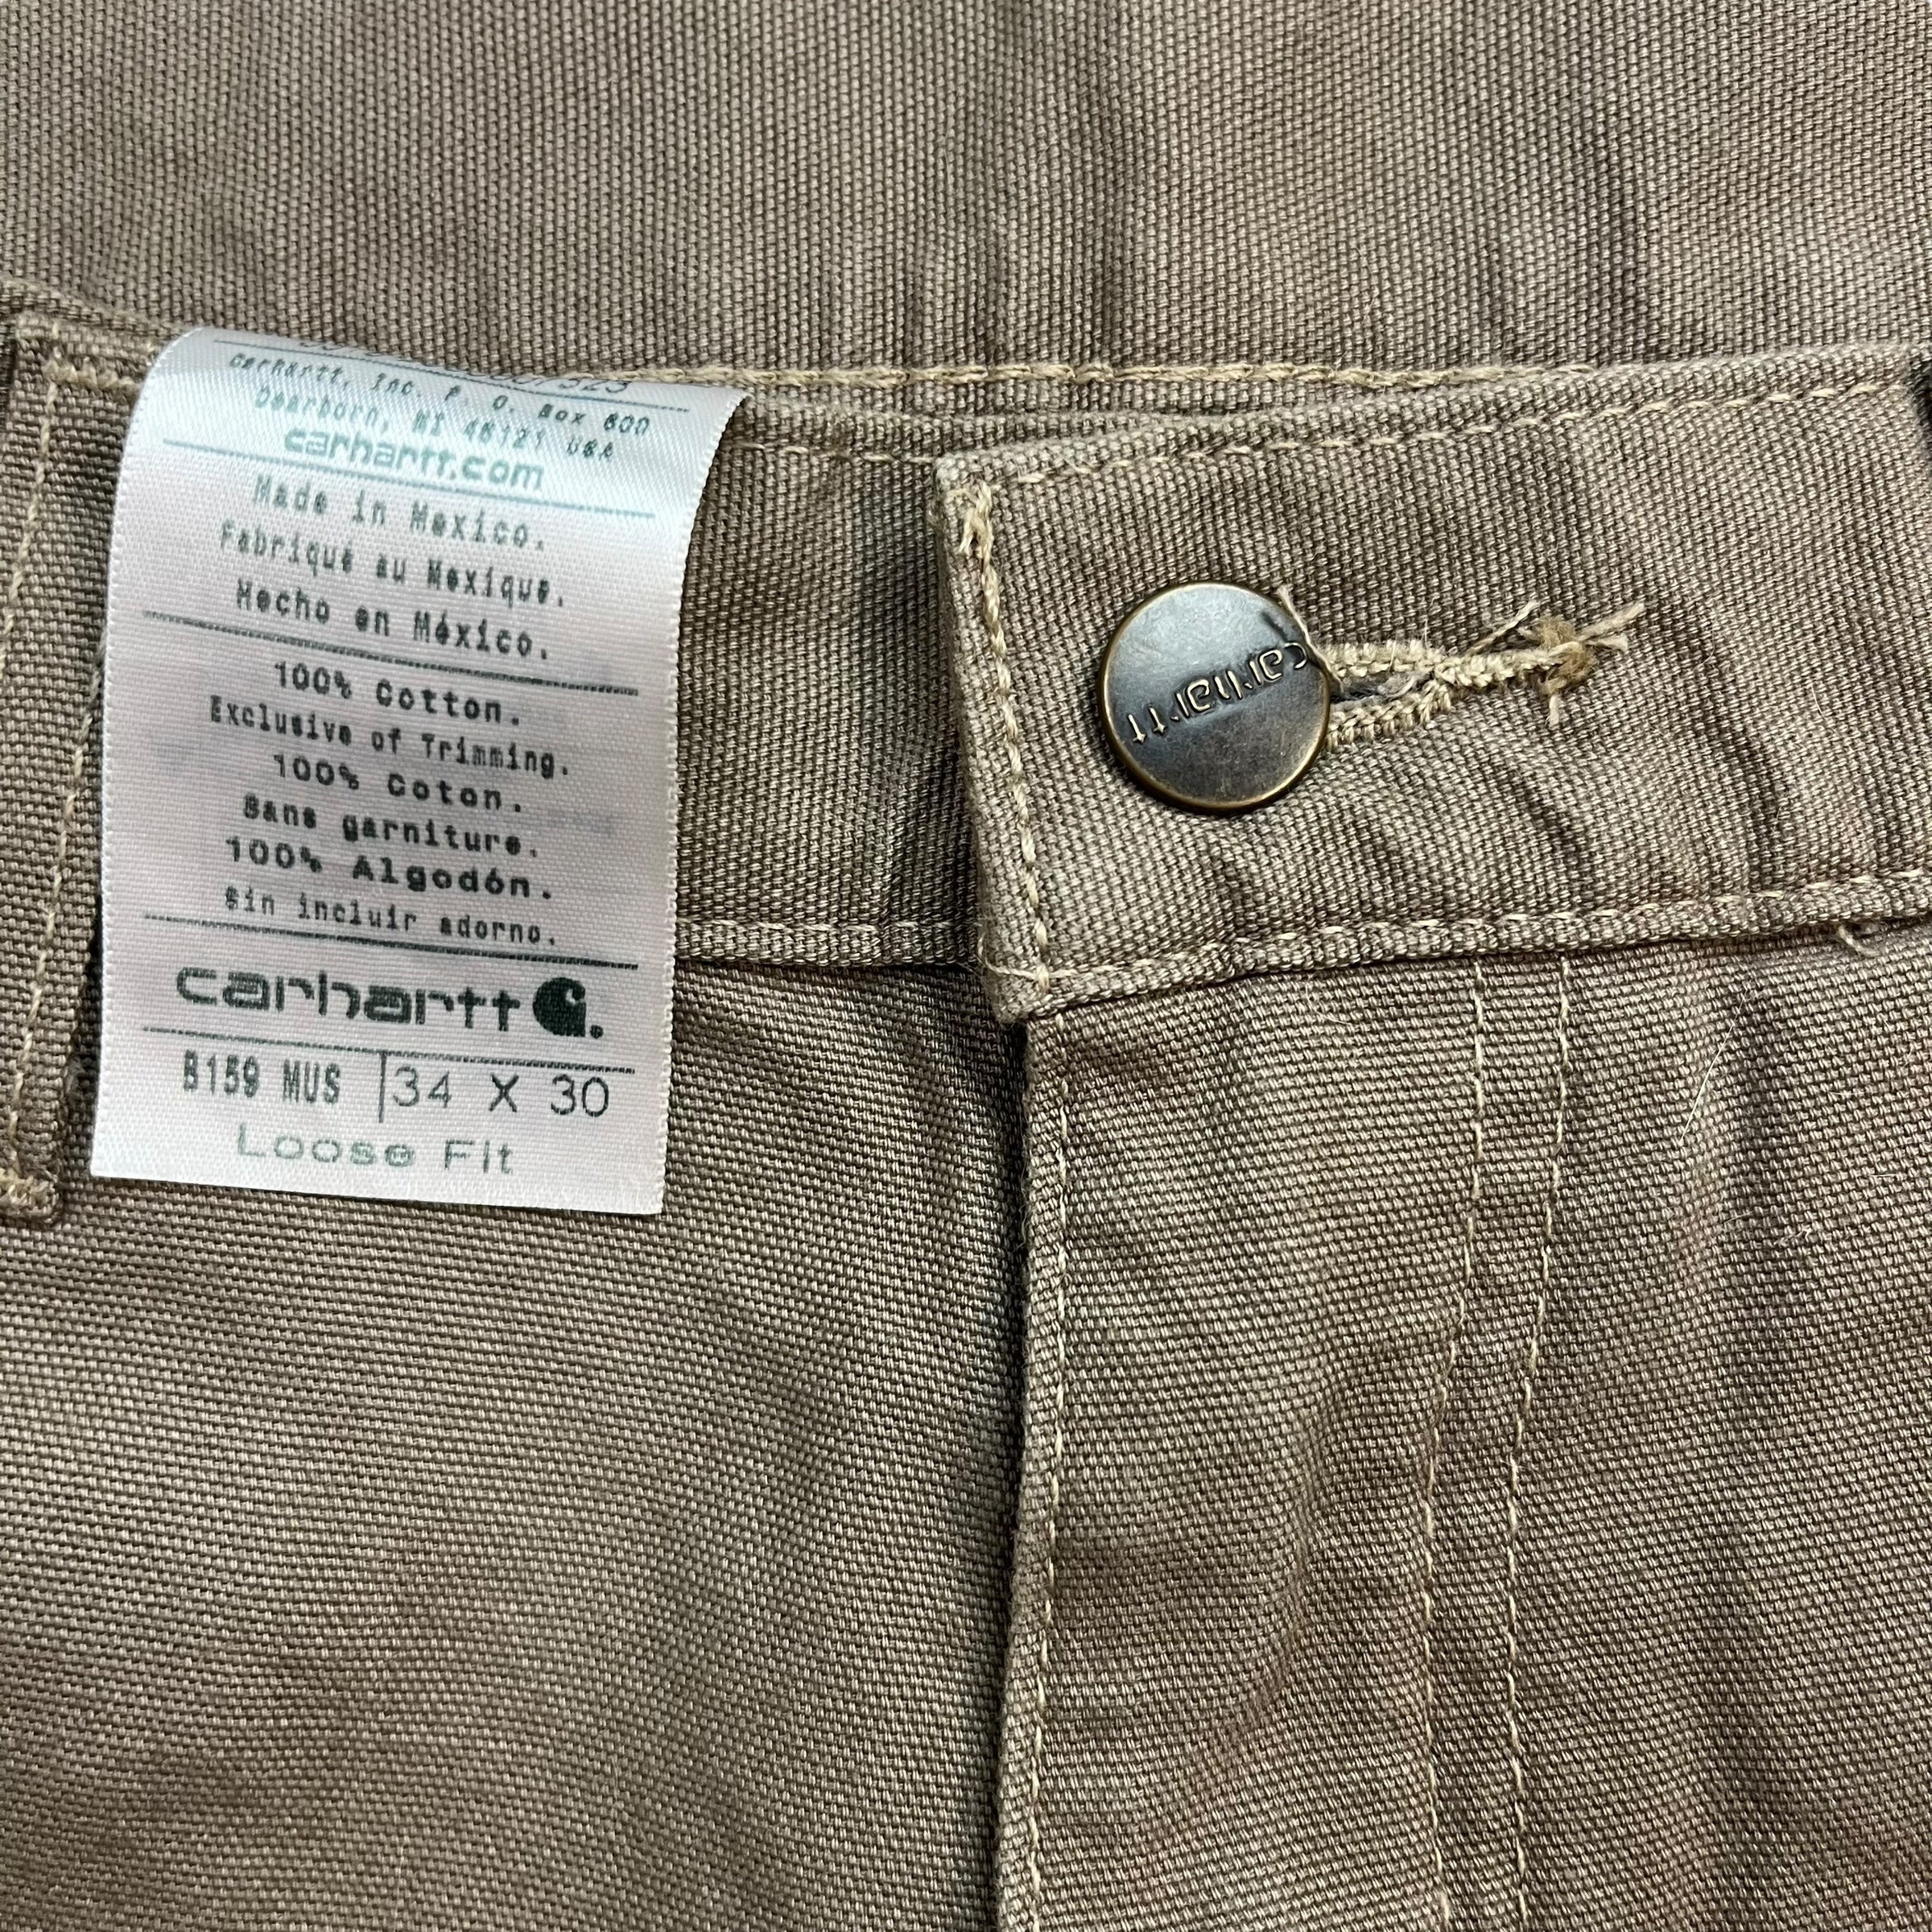 Carhartt, Inc. P. O. Box 600
Dearborn, MI 48121 USA
carhartt.com
Made in Mexico.
Fabriqué au Mexique.
Hecho en México.
100% Cotton.
Exclusive of Trimming.
100% Coton.
Sans garniture.
100% Algodón.
Sin incluir adorno.
carhartt
B159 MUS 34 X 30
Loose Fit
carhartt